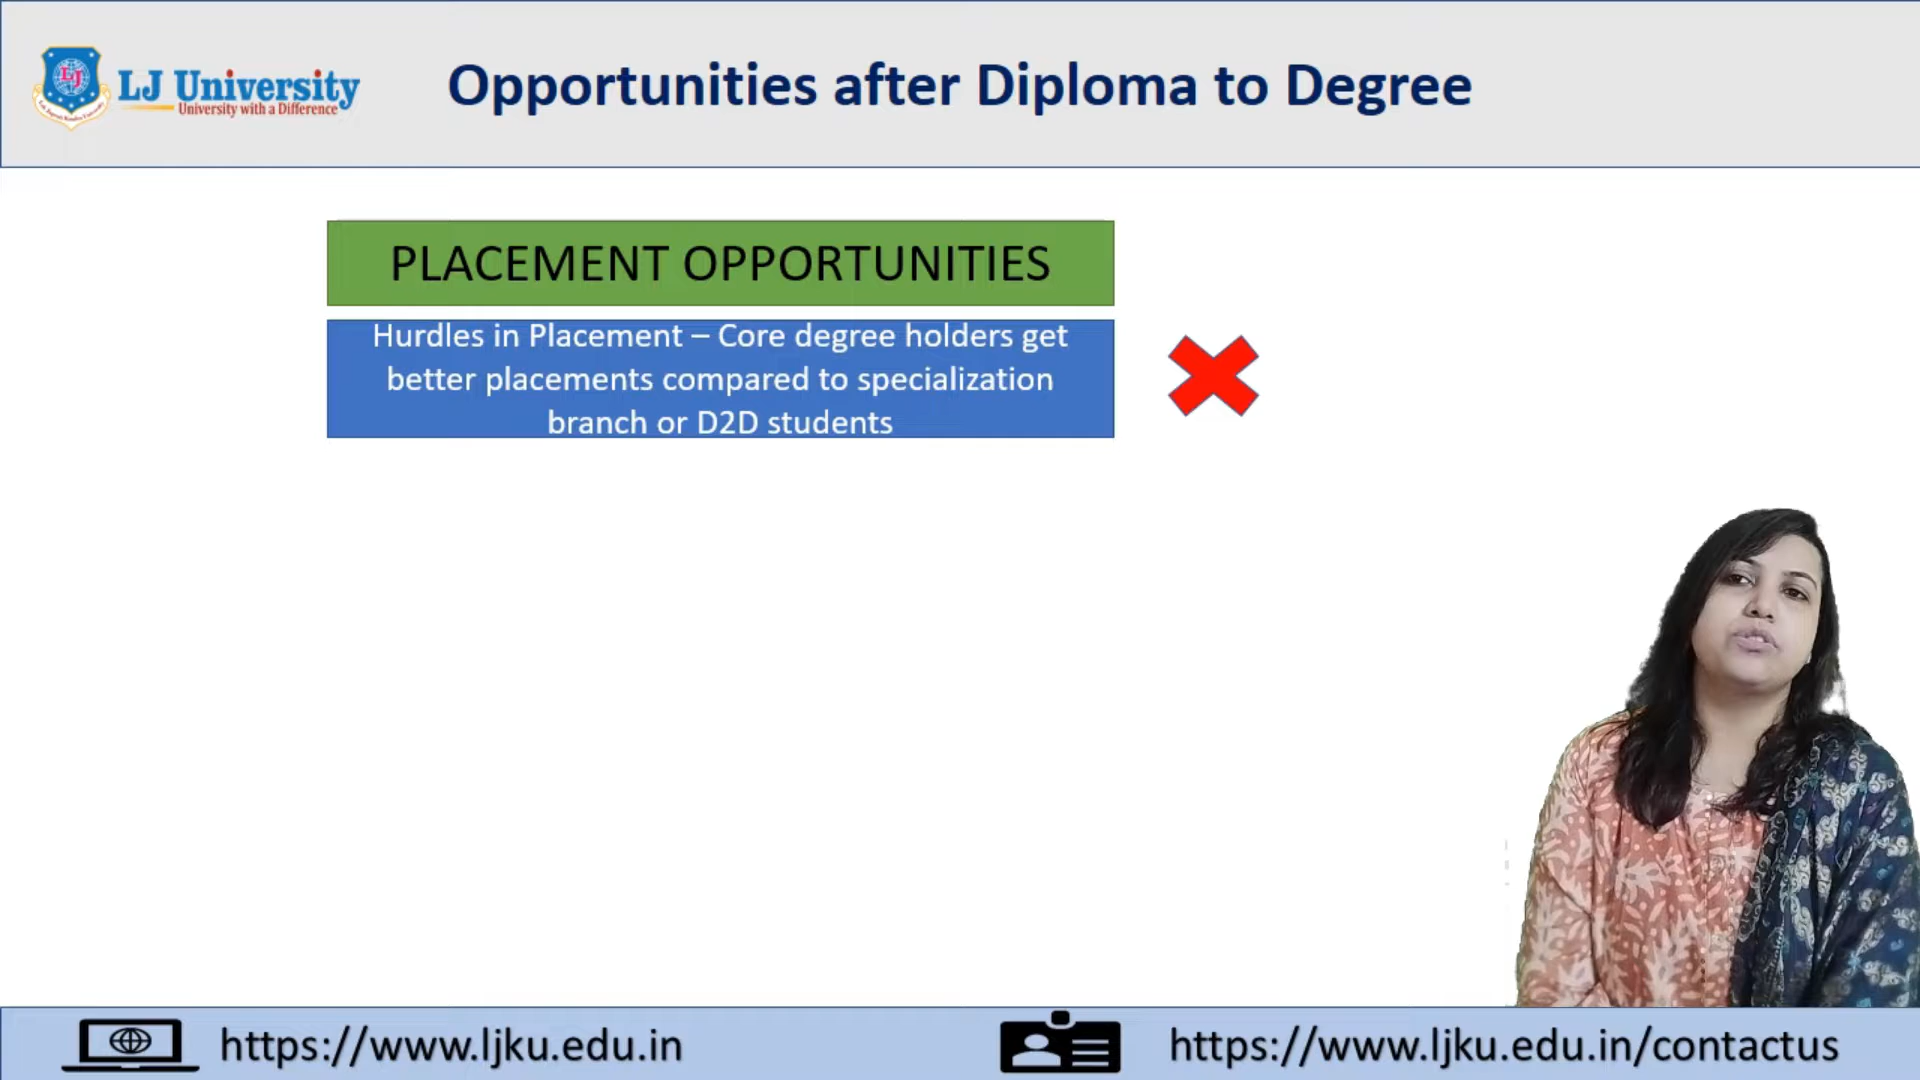 LJ University
University with a Difference
Opportunities after Diploma to Degree
PLACEMENT OPPORTUNITIES
Hurdles in Placement – Core degree holders get
better placements compared to specialization
branch or D2D students
https://www.ljku.edu.in
https://www.ljku.edu.in/contactus